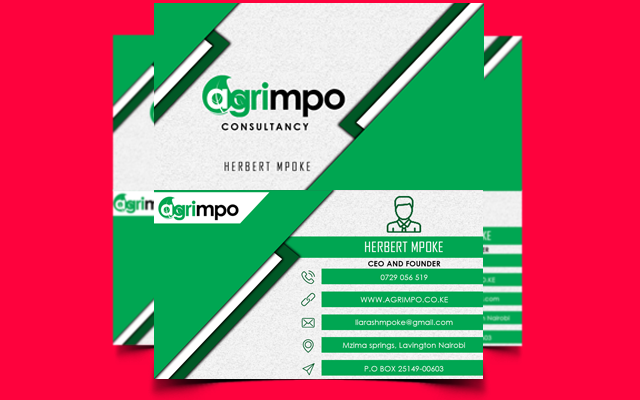 agrimpo
CONSULTANCY
HERBERT MPOKE
agrimpo
HERBERT MPOKE
CEO AND FOUNDER
0729 056 519
WWW.AGRIMPO.CO.KE
ilarashmpoke@gmail.com
Mzima springs, Lavington Nairobi
P.O BOX 25149-00603